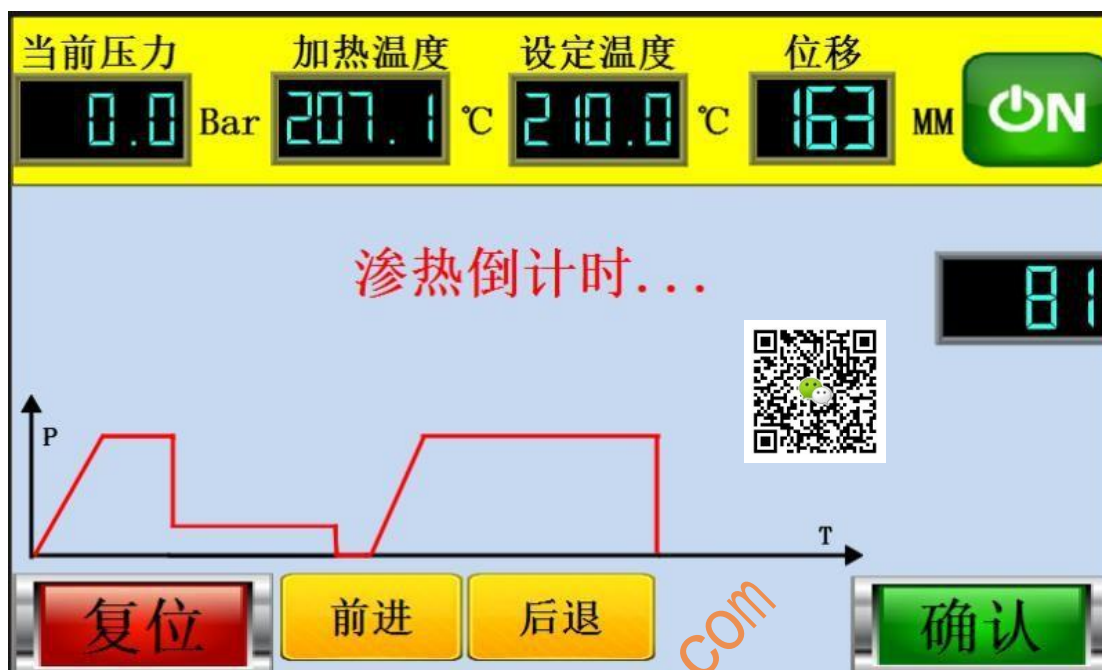 当前压力 加热温度 设定温度 位移
0.0 Bar 207.1 ℃ 210.0 ℃ 163 MM ON
渗热倒计时...
81
P
T
复位 前进 后退 确认
com